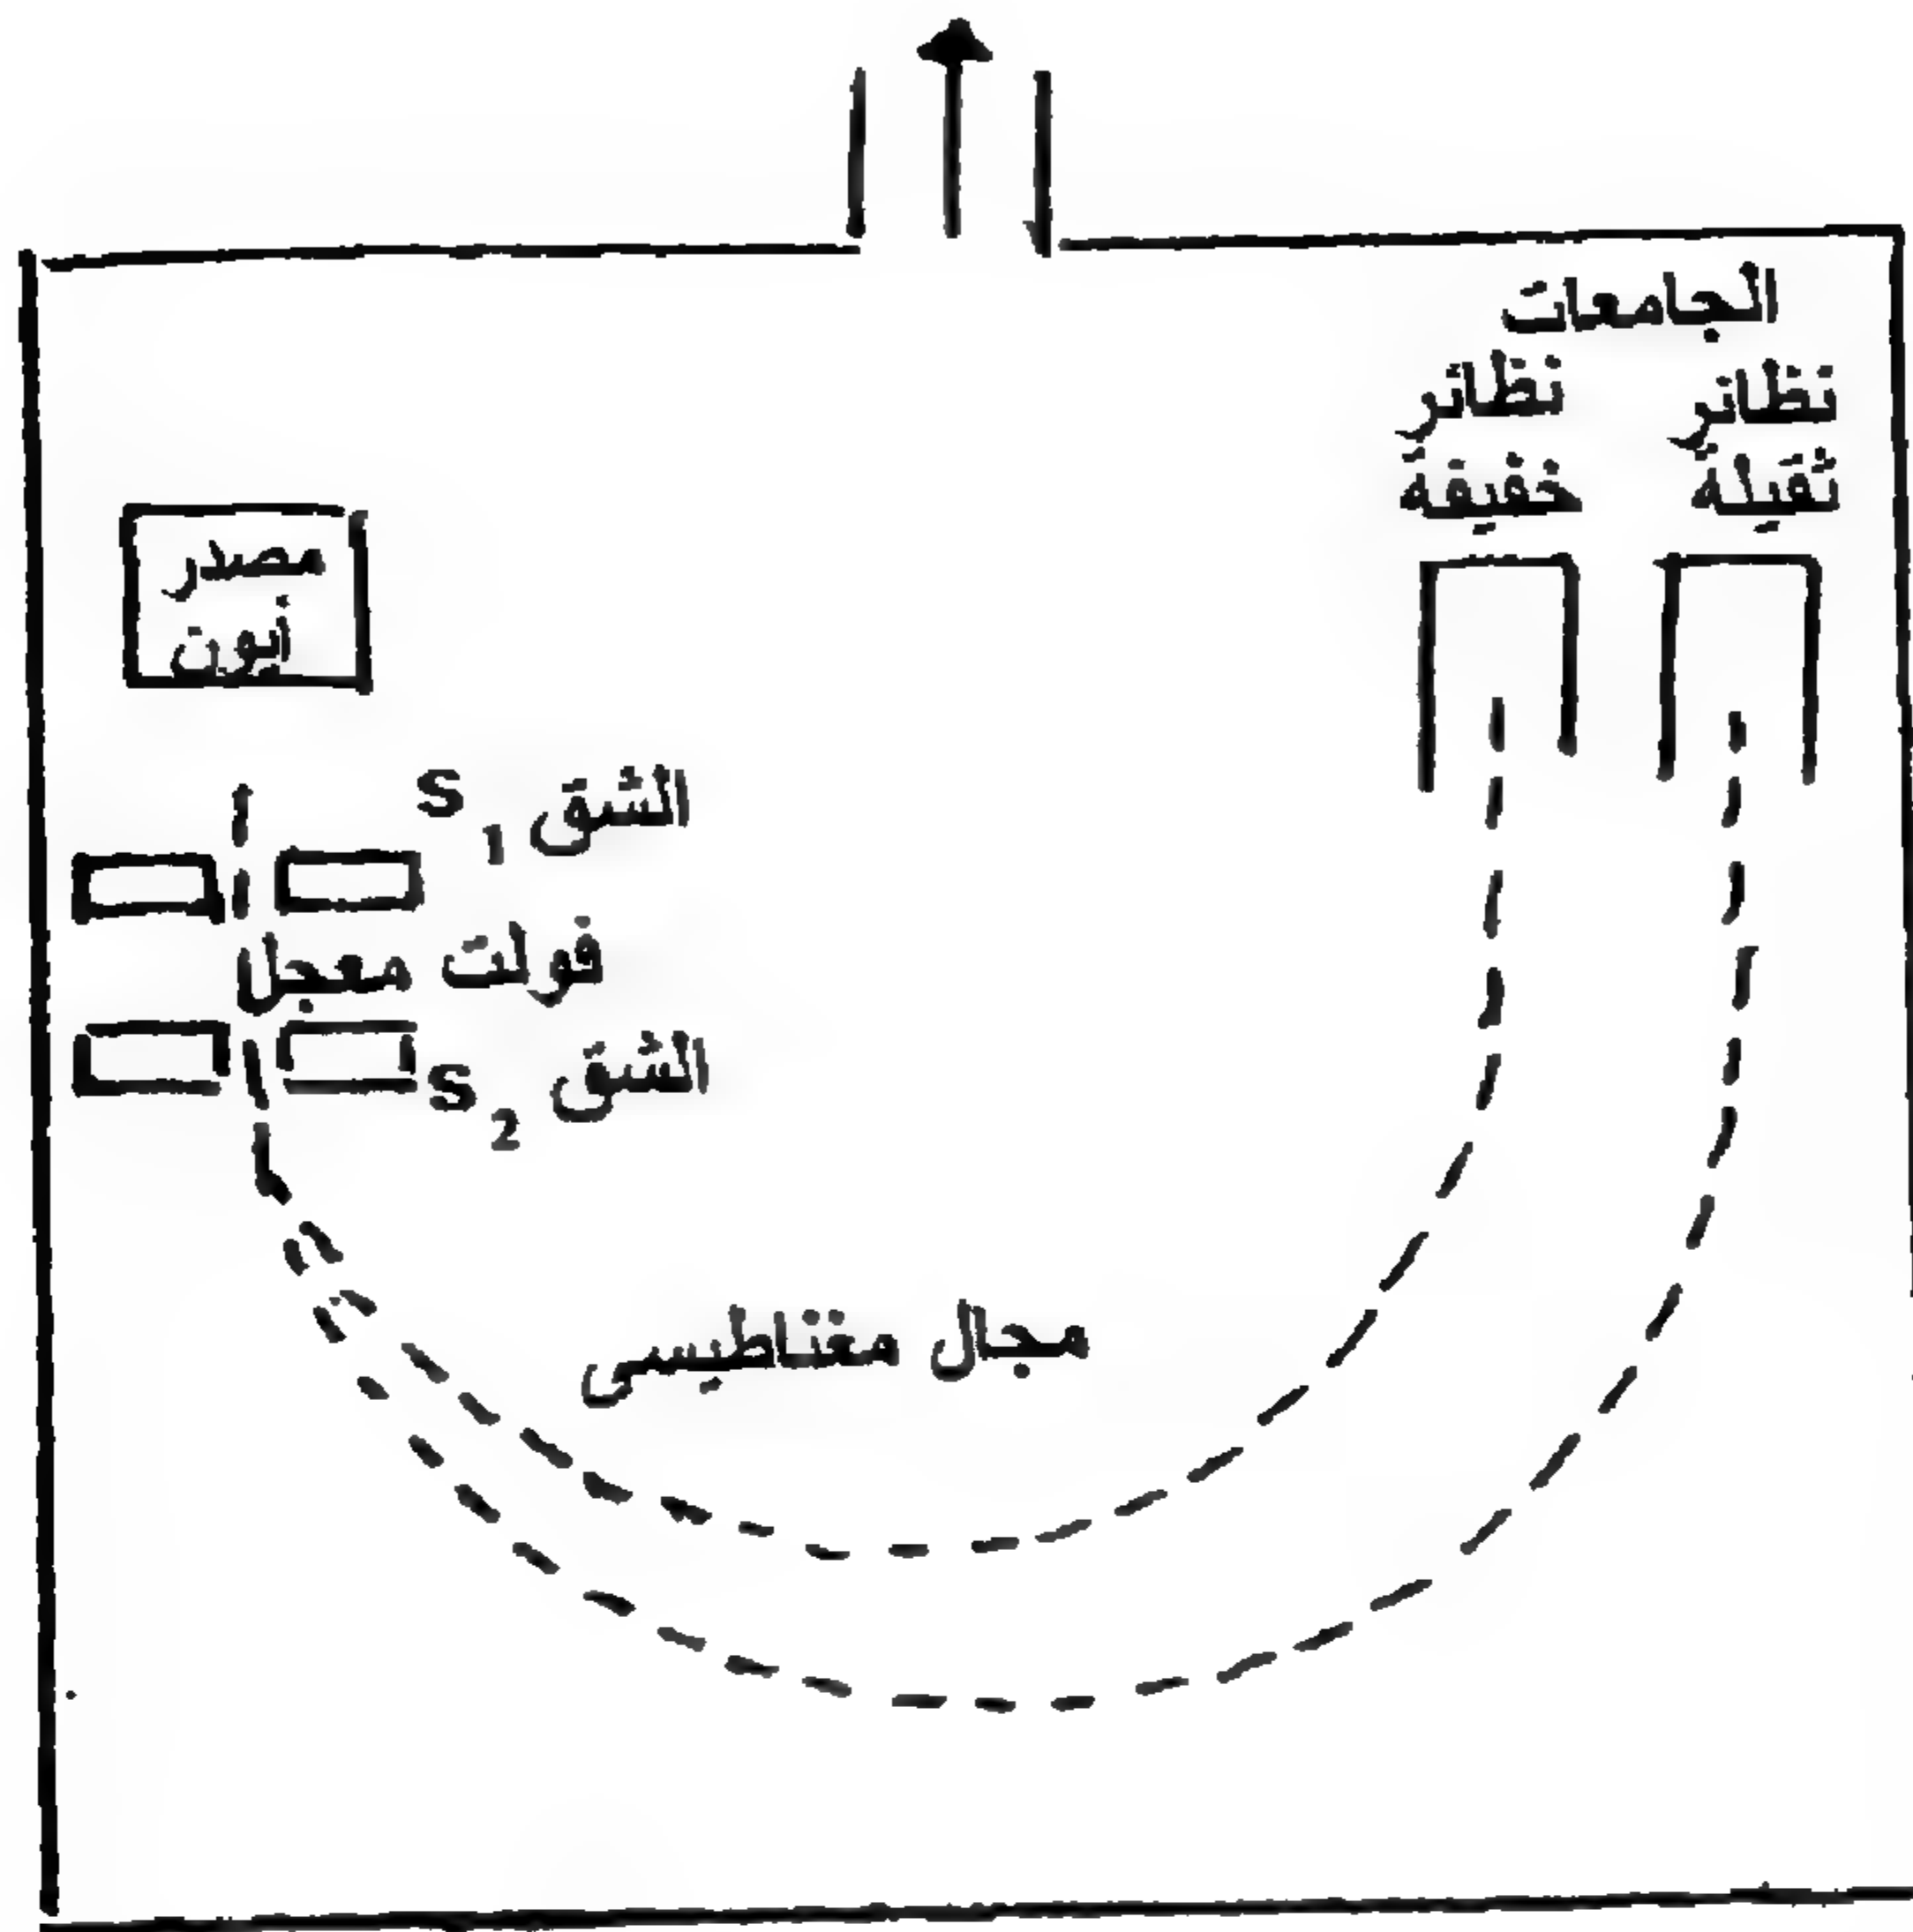 الجامعات
نظائر ثقيلة
نظائر خفيفة
مصدر
أيون
الشق S1
فولت معجل
الشق S2
مجال مغناطيسى